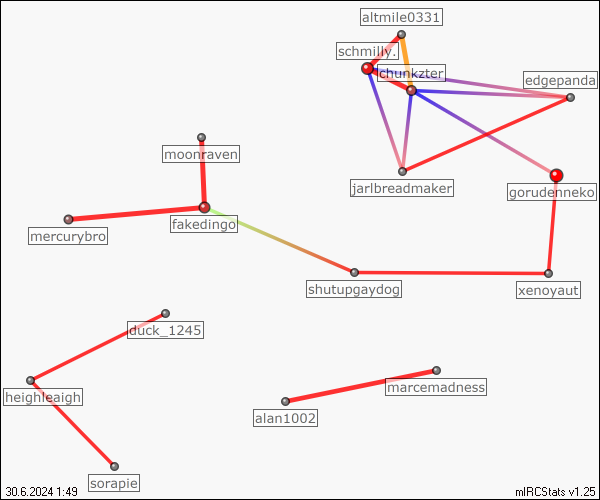 altmile0331
schmilly.
chunkzter
edgepanda
moonraven
jarlbreadmaker
gorudenneko
fakedingo
mercurybro
shutupgaydog
xenoyaut
duck_1245
marcemadness
heighleaigh
alan1002
sorapie
30.6.2024 1:49
mIRCStats v1.25